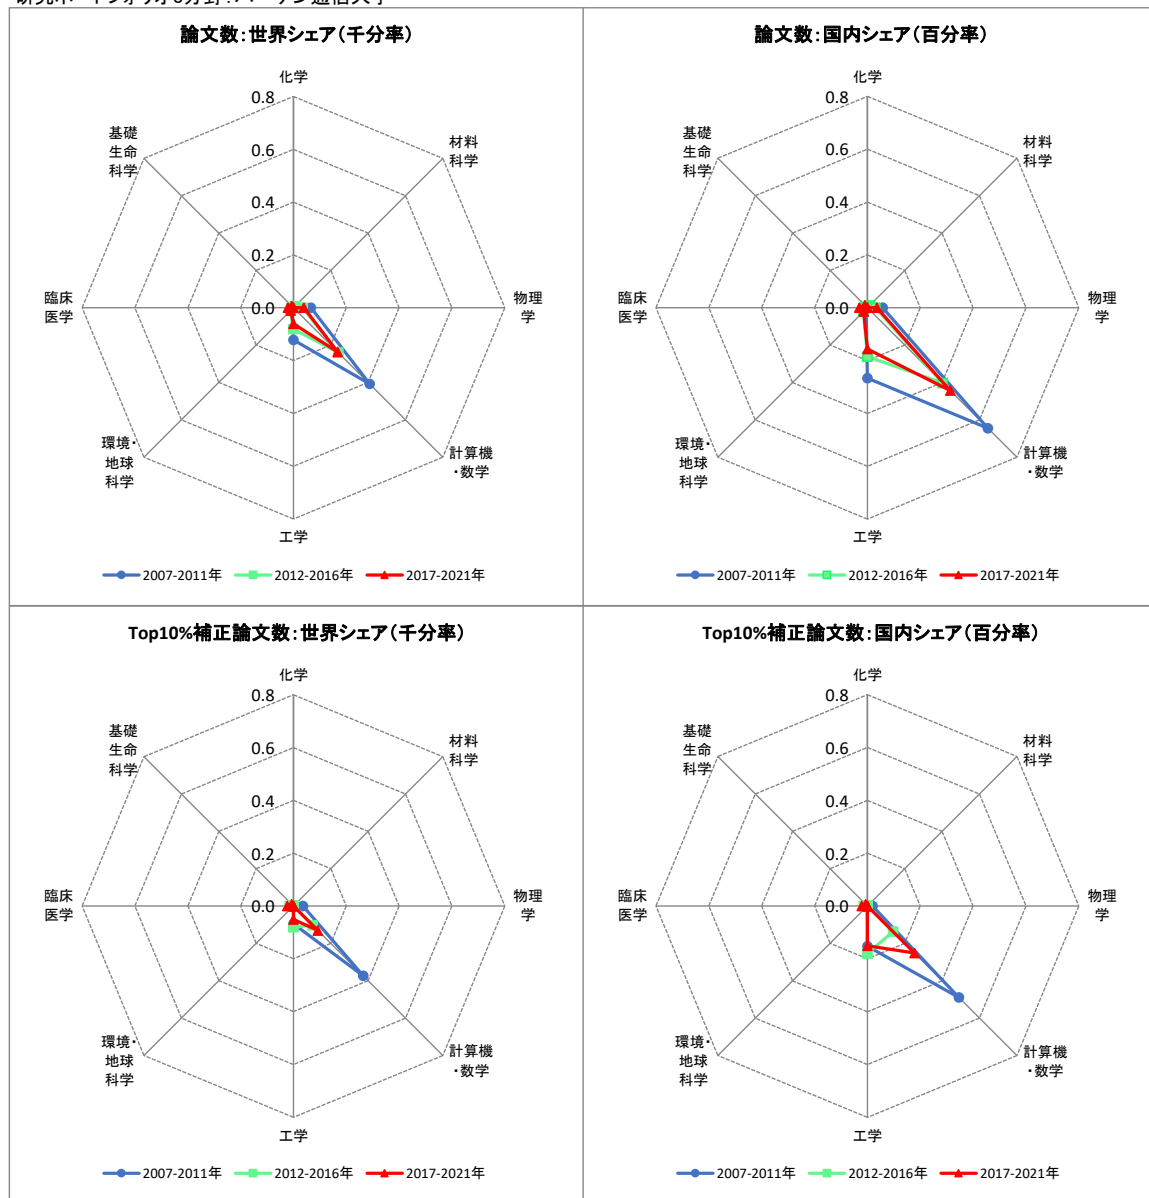 論文数:世界シェア(千分率)
化学
材料
科学
物理
学
計算機
・数学
工学
環境・
地球
科学
臨床
医学
基礎
生命
科学
0.8
0.6
0.4
0.2
0.0
2007-2011年 2012-2016年 2017-2021年
論文数:国内シェア(百分率)
化学
材料
科学
物理
学
計算機
・数学
工学
環境・
地球
科学
臨床
医学
基礎
生命
科学
0.8
0.6
0.4
0.2
0.0
2007-2011年 2012-2016年 2017-2021年
Top10%補正論文数:世界シェア(千分率)
化学
材料
科学
物理
学
計算機
・数学
工学
環境・
地球
科学
臨床
医学
基礎
生命
科学
0.8
0.6
0.4
0.2
0.0
2007-2011年 2012-2016年 2017-2021年
Top10%補正論文数:国内シェア(百分率)
化学
材料
科学
物理
学
計算機
・数学
工学
環境・
地球
科学
臨床
医学
基礎
生命
科学
0.8
0.6
0.4
0.2
0.0
2007-2011年 2012-2016年 2017-2021年